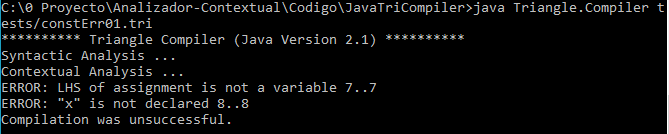 C:\0 Proyecto\Analizador-Contextual\Codigo\JavaTriCompiler>java Triangle.Compiler t
ests/constErr01.tri
********** Triangle Compiler (Java Version 2.1) **********
Syntactic Analysis ...
Contextual Analysis ...
ERROR: LHS of assignment is not a variable 7..7
ERROR: "x" is not declared 8..8
Compilation was unsuccessful.